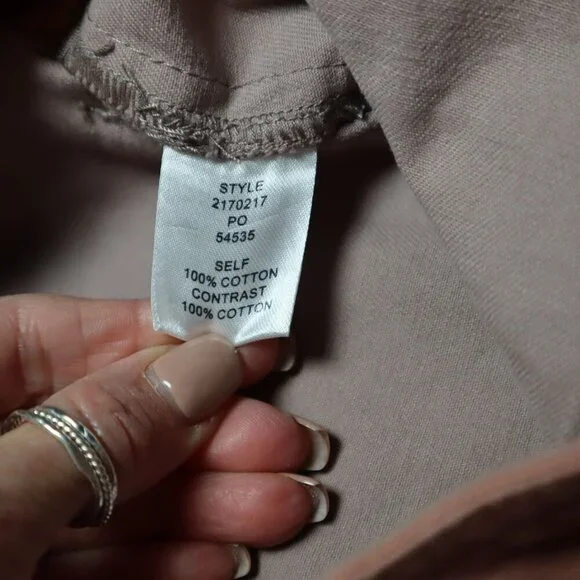 STYLE
2170217
PO
54535
SELF
100% COTTON
CONTRAST
100% COTTON